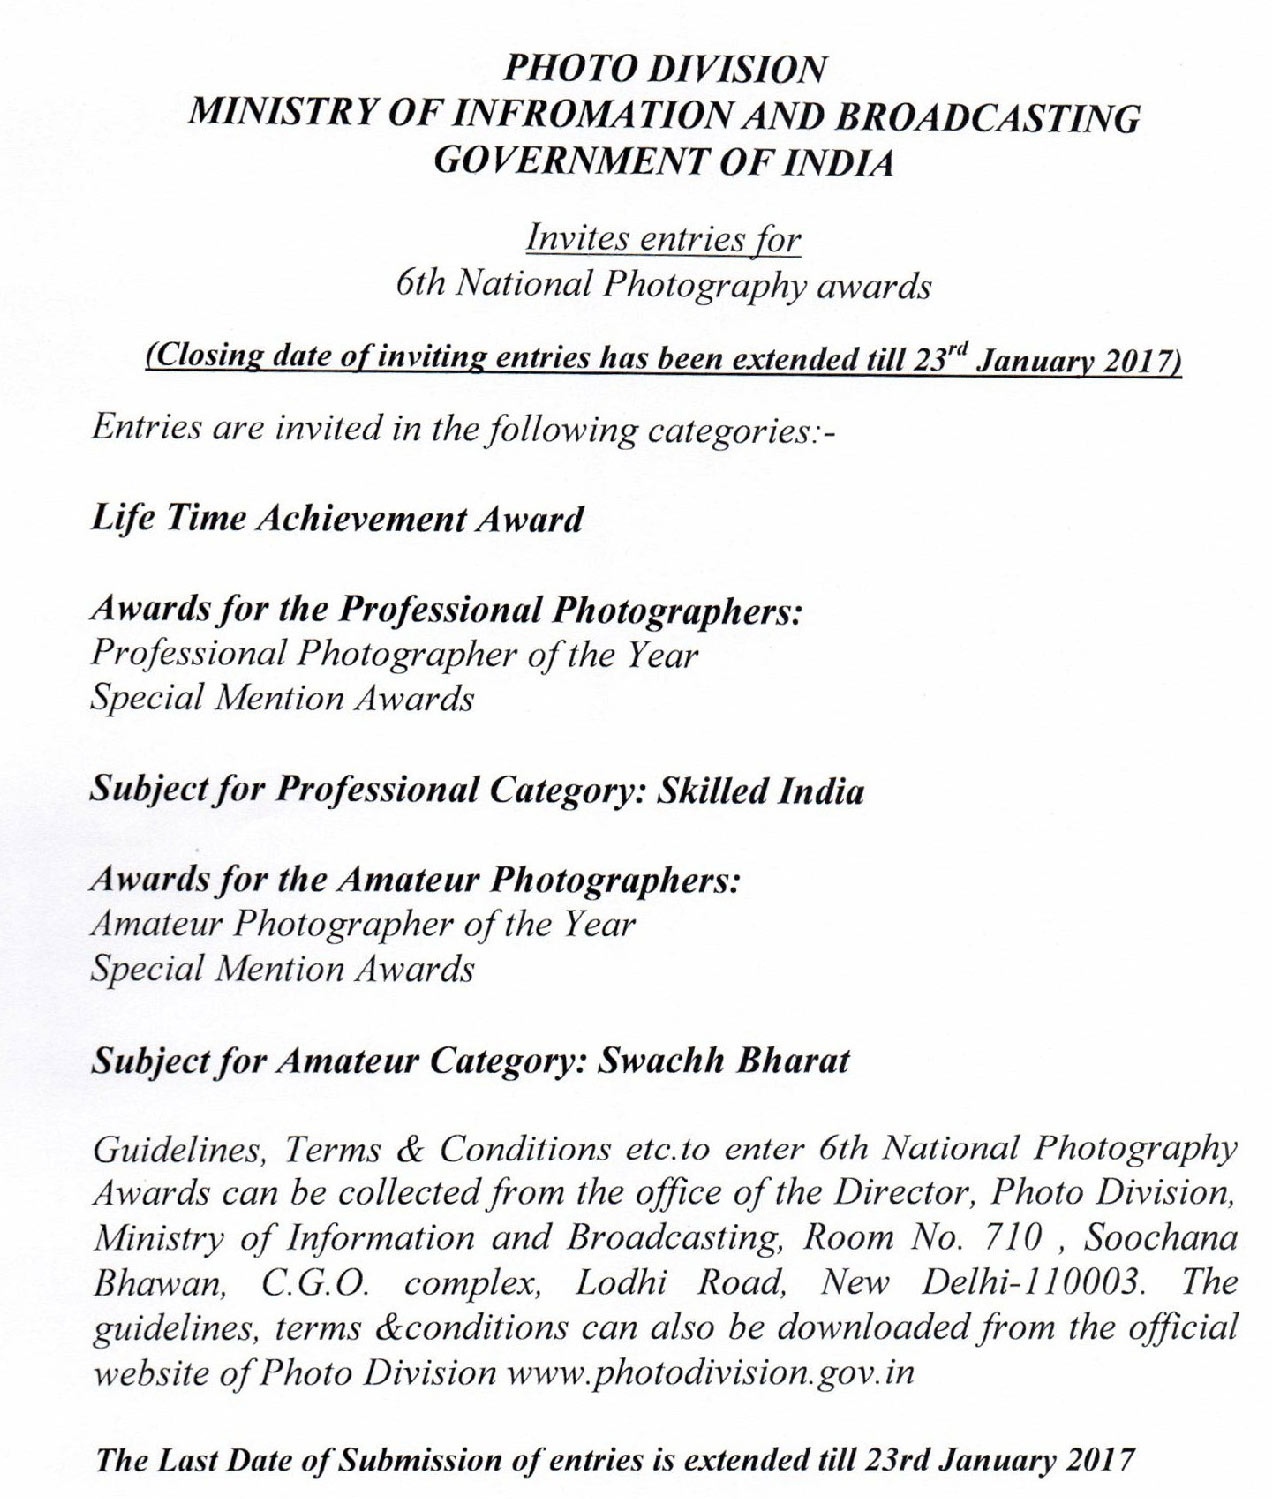 PHOTO DIVISION
MINISTRY OF INFROMATION AND BROADCASTING
GOVERNMENT OF INDIA
Invites entries for
6th National Photography awards
(Closing date of inviting entries has been extended till 23rd January 2017)
Entries are invited in the following categories:-
Life Time Achievement Award
Awards for the Professional Photographers:
Professional Photographer of the Year
Special Mention Awards
Subject for Professional Category: Skilled India
Awards for the Amateur Photographers:
Amateur Photographer of the Year
Special Mention Awards
Subject for Amateur Category: Swachh Bharat
Guidelines, Terms & Conditions etc.to enter 6th National Photography
Awards can be collected from the office of the Director, Photo Division,
Ministry of Information and Broadcasting, Room No. 710 , Soochana
Bhawan, C.G.O. complex, Lodhi Road, New Delhi-110003. The
guidelines, terms &conditions can also be downloaded from the official
website of Photo Division www.photodivision.gov.in
The Last Date of Submission of entries is extended till 23rd January 2017